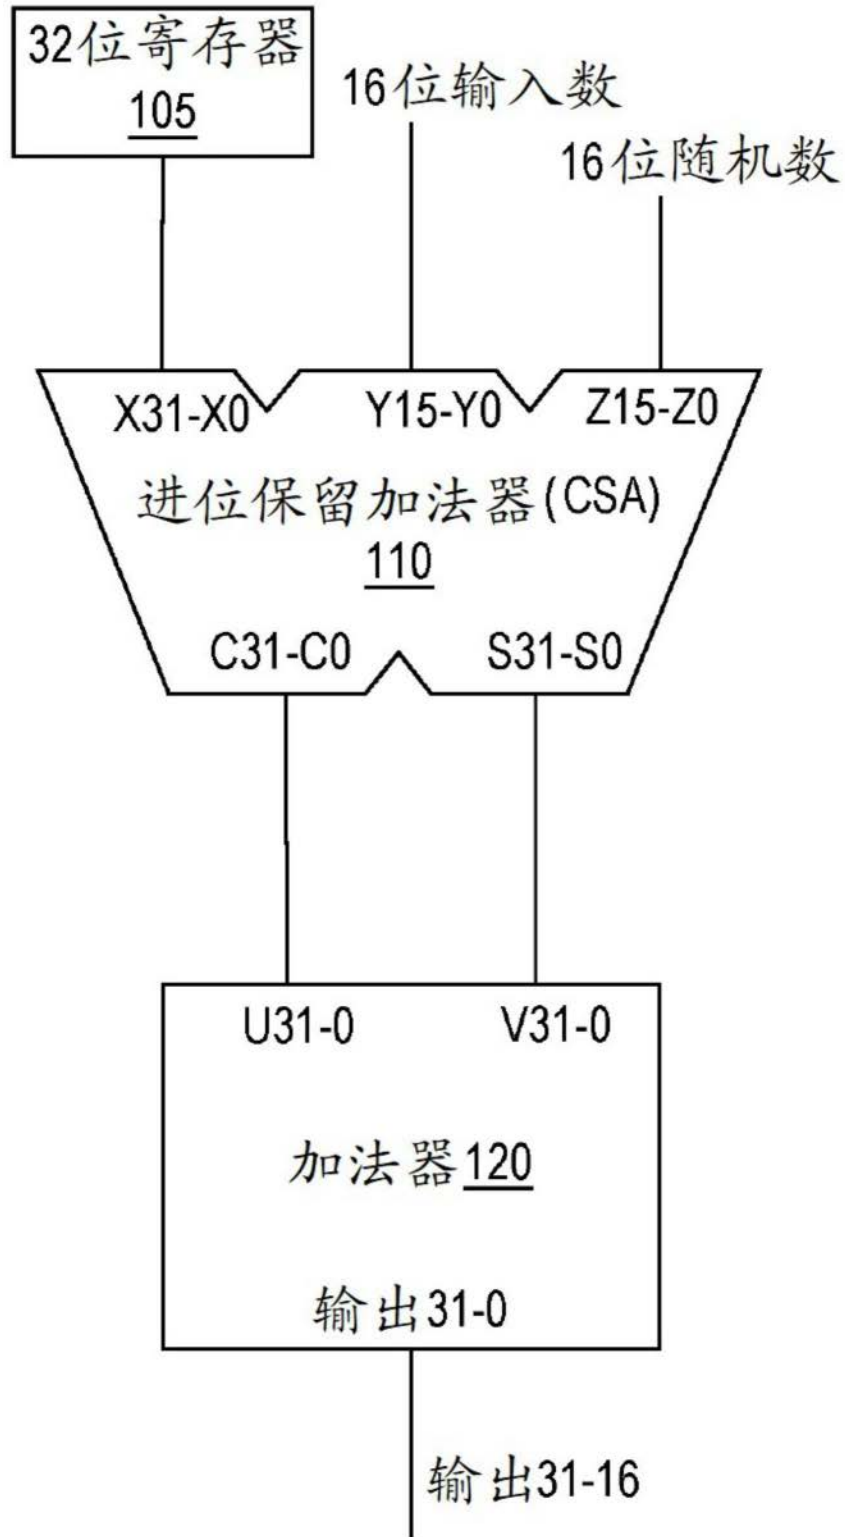 32位寄存器
105
16位输入数
16位随机数
X31-X0
Y15-Y0
Z15-Z0
进位保留加法器(CSA)
110
C31-C0
S31-S0
U31-0
V31-0
加法器120
输出31-0
输出31-16